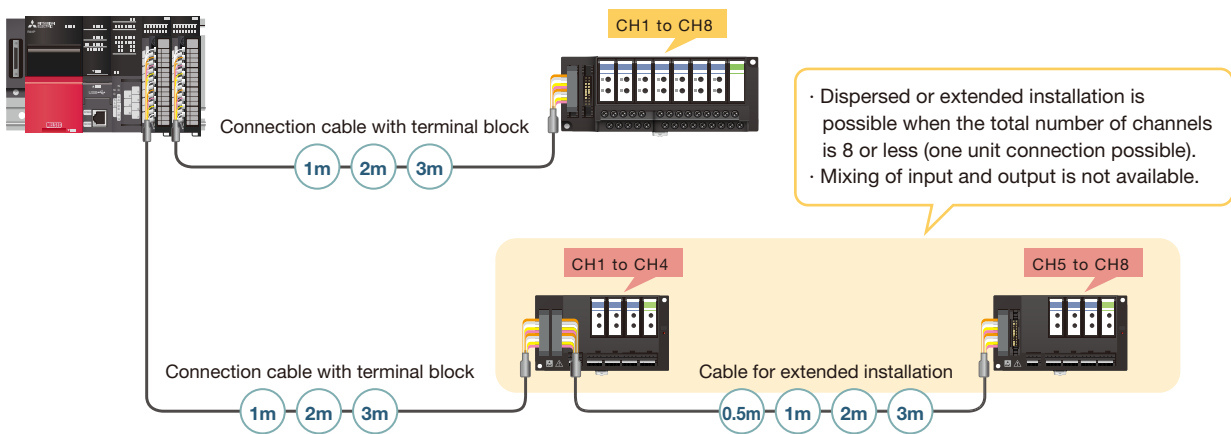 CH1 to CH8
Connection cable with terminal block
1m 2m 3m
· Dispersed or extended installation is
possible when the total number of channels
is 8 or less (one unit connection possible).
· Mixing of input and output is not available.
CH1 to CH4
CH5 to CH8
Connection cable with terminal block
1m 2m 3m
Cable for extended installation
0.5m 1m 2m 3m